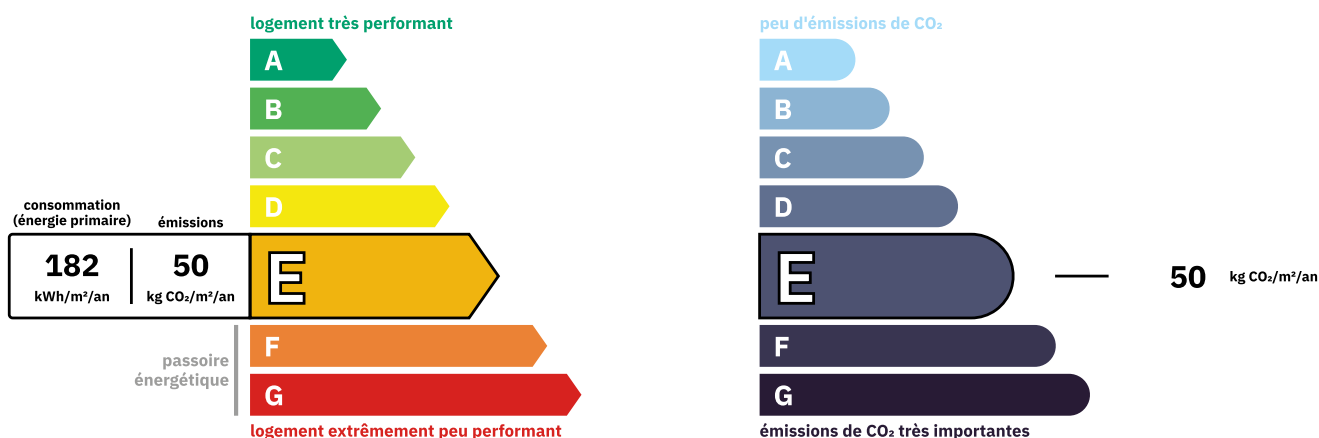 logement très performant
A
B
C
D
consommation
(énergie primaire)
émissions
182
kWh/m²/an
50
kg CO₂/m²/an
E
F
G
passoire
énergétique
logement extrêmement peu performant
peu d'émissions de CO₂
A
B
C
D
E
50
kg CO₂/m²/an
F
G
émissions de CO₂ très importantes